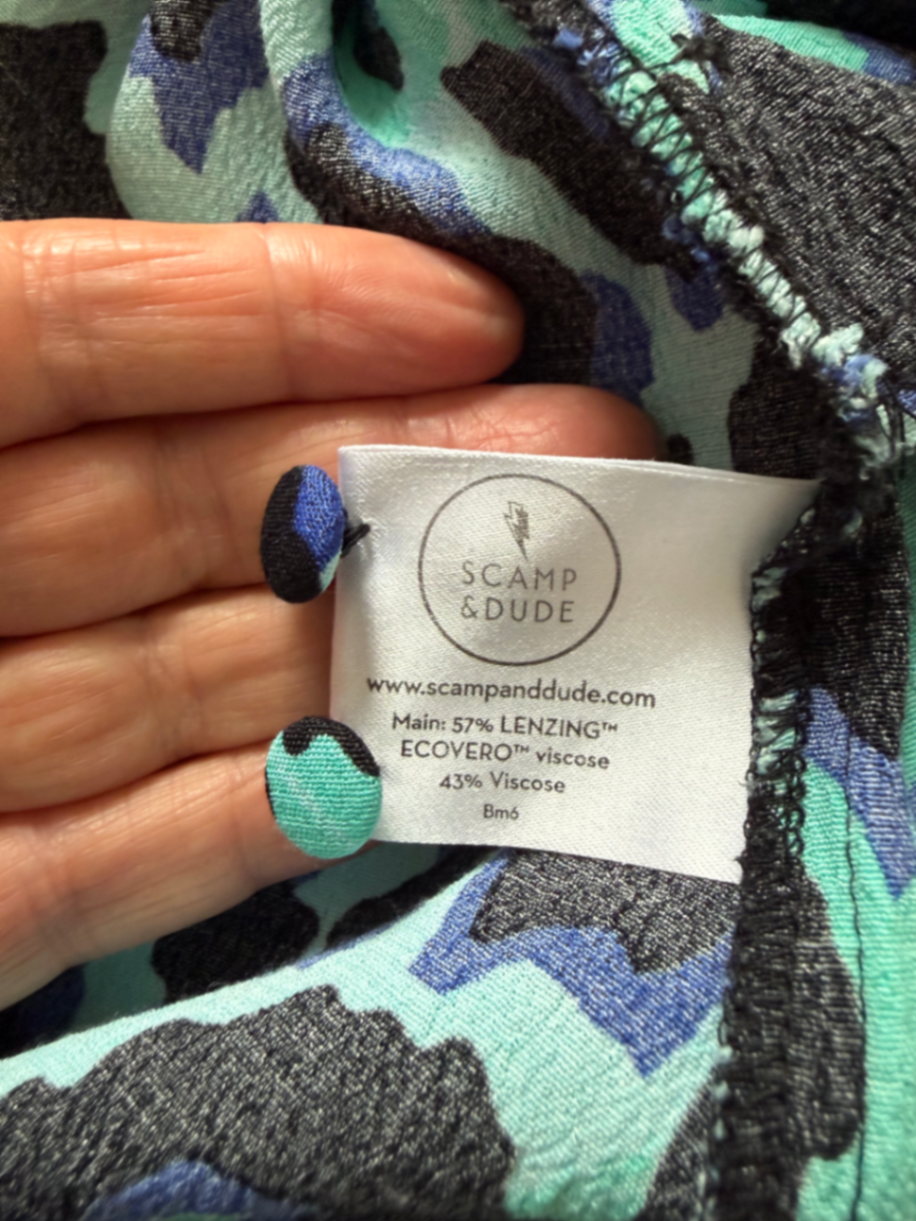 SCAMP
&DUDE
www.scampanddude.com
Main: 57% LENZING™
ECOVERO™ viscose
43% Viscose
Bm6